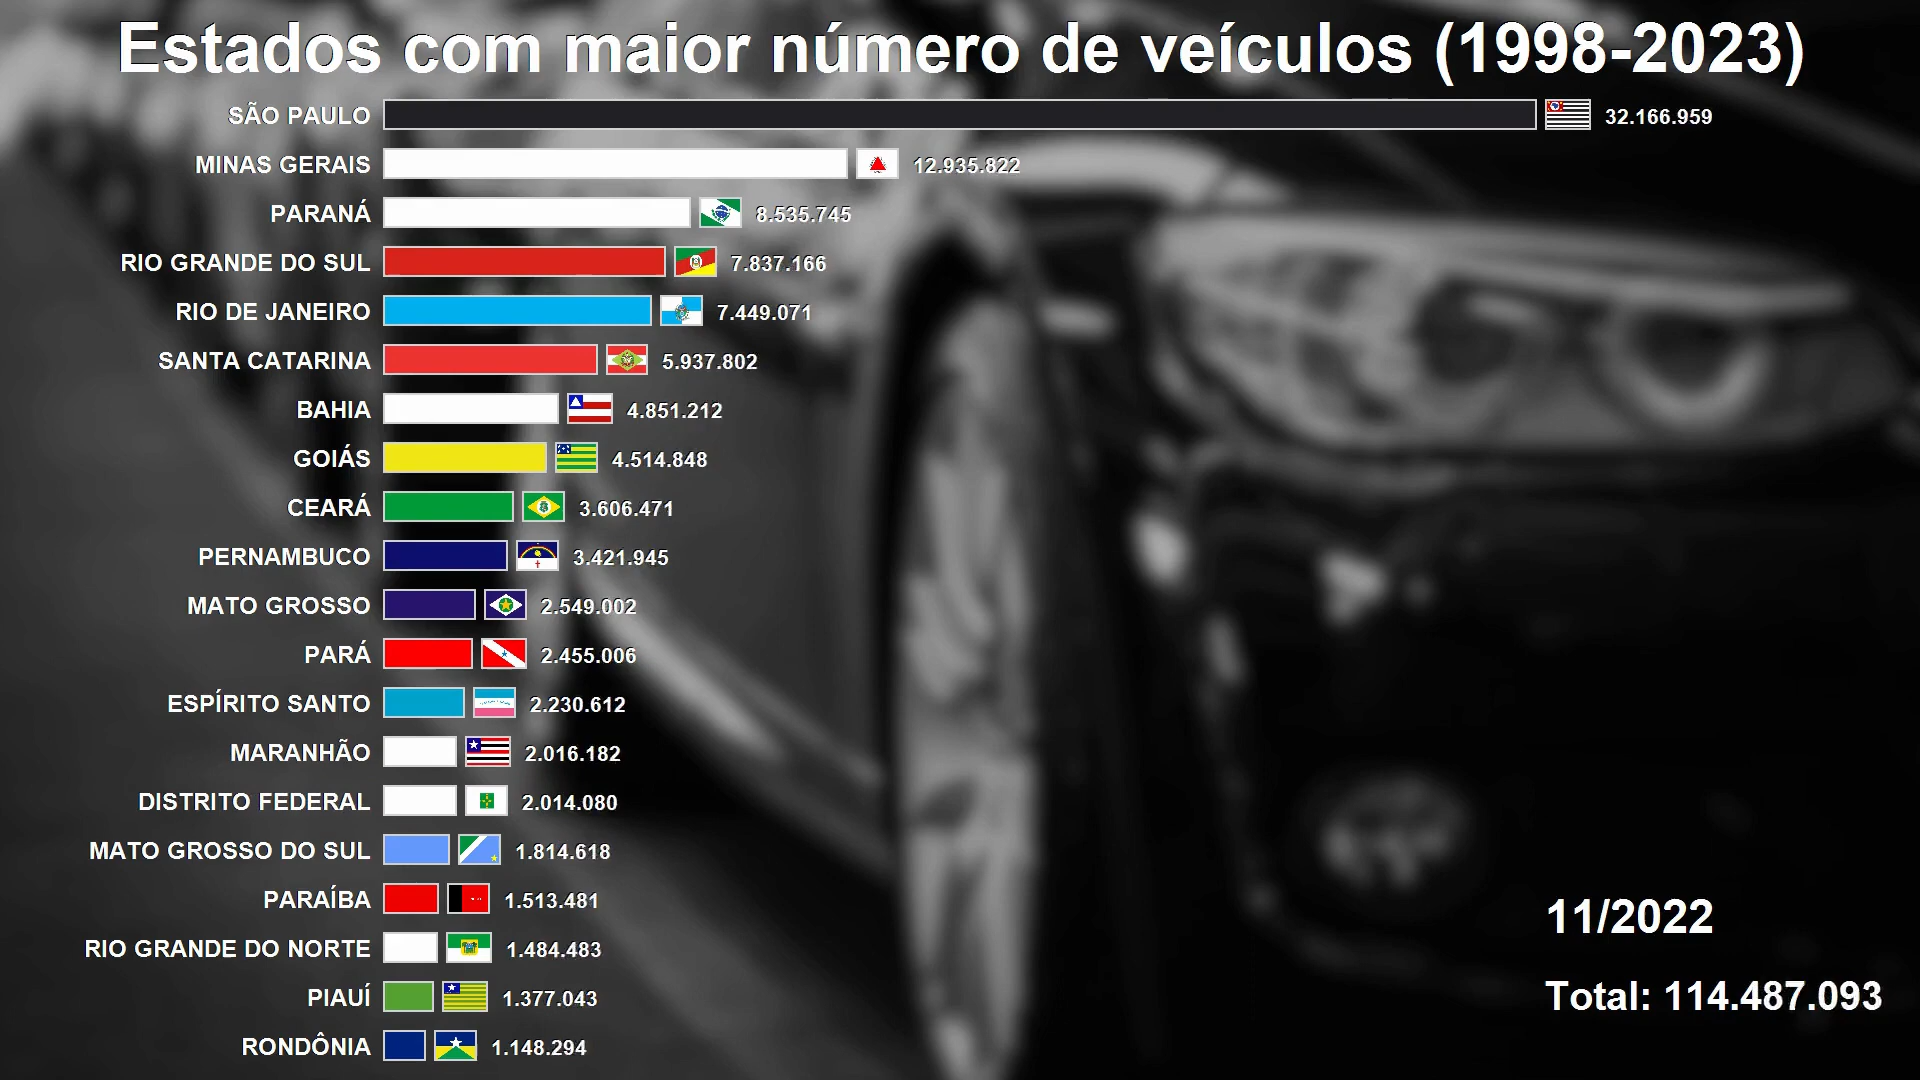 Estados com maior número de veículos (1998-2023)
SÃO PAULO 32.166.959
MINAS GERAIS 12.935.822
PARANÁ 8.535.745
RIO GRANDE DO SUL 7.837.166
RIO DE JANEIRO 7.449.071
SANTA CATARINA 5.937.802
BAHIA 4.851.212
GOIÁS 4.514.848
CEARÁ 3.606.471
PERNAMBUCO 3.421.945
MATO GROSSO 2.549.002
PARÁ 2.455.006
ESPÍRITO SANTO 2.230.612
MARANHÃO 2.016.182
DISTRITO FEDERAL 2.014.080
MATO GROSSO DO SUL 1.814.618
PARAÍBA 1.513.481
RIO GRANDE DO NORTE 1.484.483
PIAUÍ 1.377.043
RONDÔNIA 1.148.294
11/2022
Total: 114.487.093